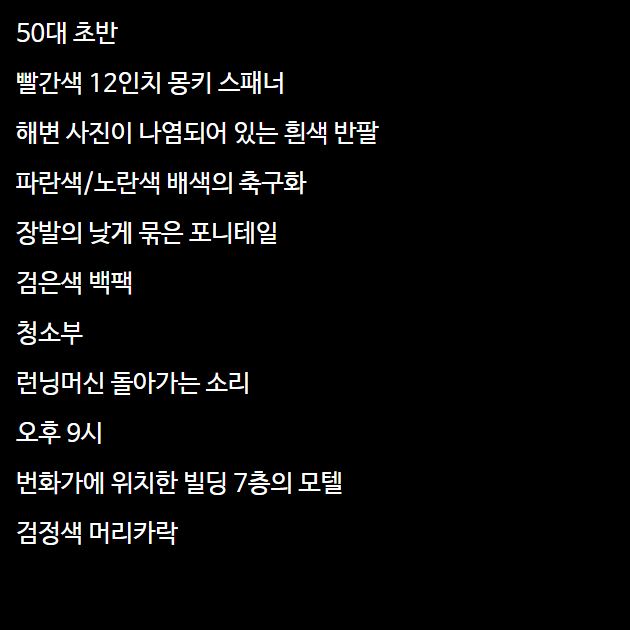 50대 초반
빨간색 12인치 몽키 스패너
해변 사진이 나염되어 있는 흰색 반팔
파란색/노란색 배색의 축구화
장발의 낮게 묶은 포니테일
검은색 백팩
청소부
런닝머신 돌아가는 소리
오후 9시
번화가에 위치한 빌딩 7층의 모텔
검정색 머리카락